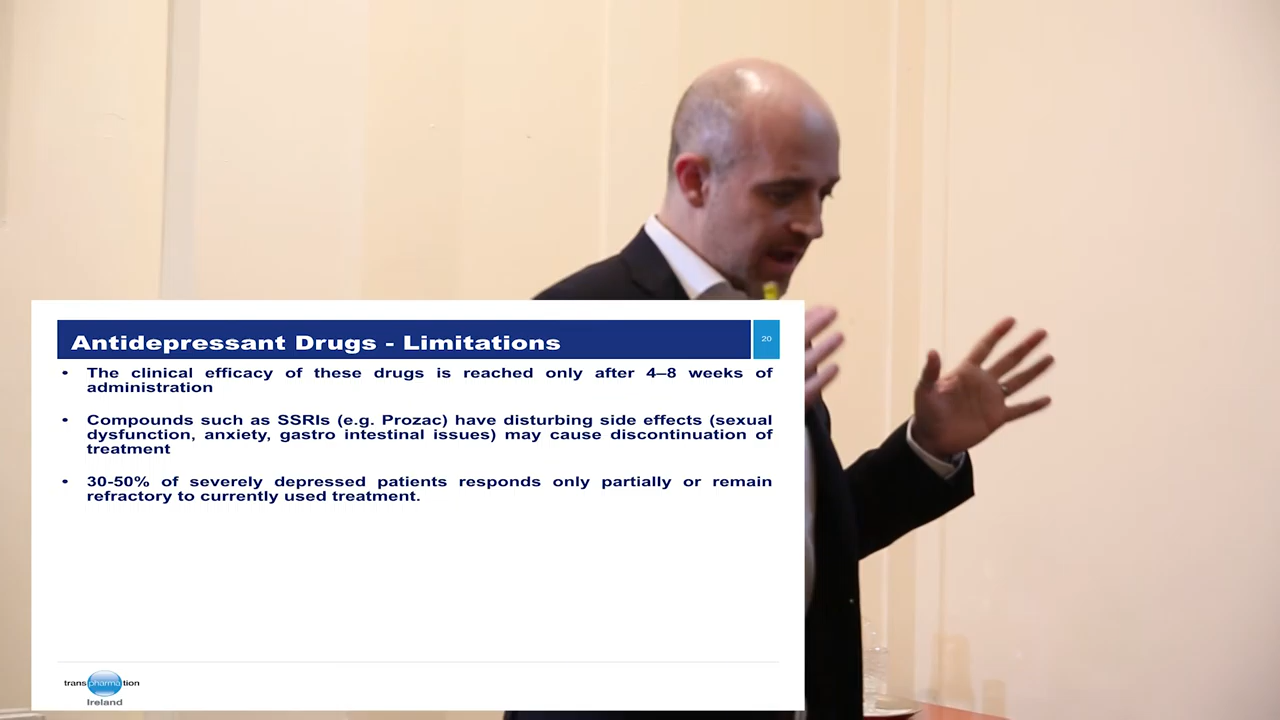 Antidepressant Drugs - Limitations
20
• The clinical efficacy of these drugs is reached only after 4–8 weeks of
administration
• Compounds such as SSRIs (e.g. Prozac) have disturbing side effects (sexual
dysfunction, anxiety, gastro intestinal issues) may cause discontinuation of
treatment
• 30-50% of severely depressed patients responds only partially or remain
refractory to currently used treatment.
transpharmation
Ireland